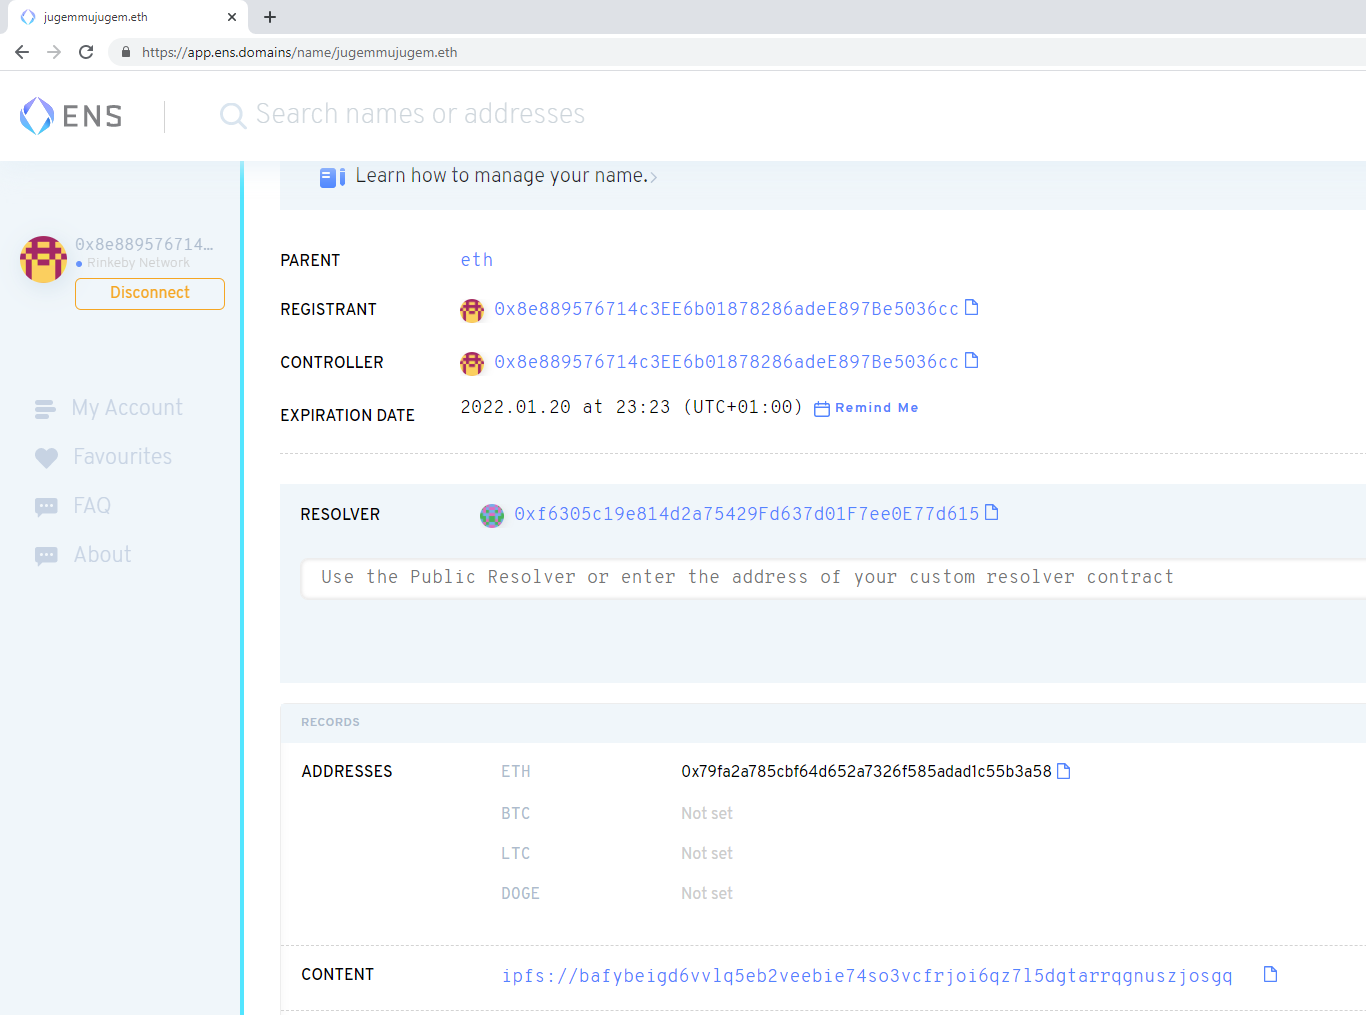 jugemmujugem.eth
https://app.ens.domains/name/jugemmujugem.eth
ENS
Search names or addresses
Learn how to manage your name.
0x8e889576714...
Rinkeby Network
Disconnect
My Account
Favourites
FAQ
About
PARENT eth
REGISTRANT 0x8e889576714c3EE6b01878286adeE897Be5036cc
CONTROLLER 0x8e889576714c3EE6b01878286adeE897Be5036cc
EXPIRATION DATE 2022.01.20 at 23:23 (UTC+01:00) Remind Me
RESOLVER 0xf6305c19e814d2a75429Fd637d01F7ee0E77d615
Use the Public Resolver or enter the address of your custom resolver contract
RECORDS
ADDRESSES ETH 0x79fa2a785cbf64d652a7326f585adad1c55b3a58
BTC Not set
LTC Not set
DOGE Not set
CONTENT ipfs://bafybeigd6vvlq5eb2veebie74so3vcfrjoi6qz7l5dgtarrqgnuszjosgq